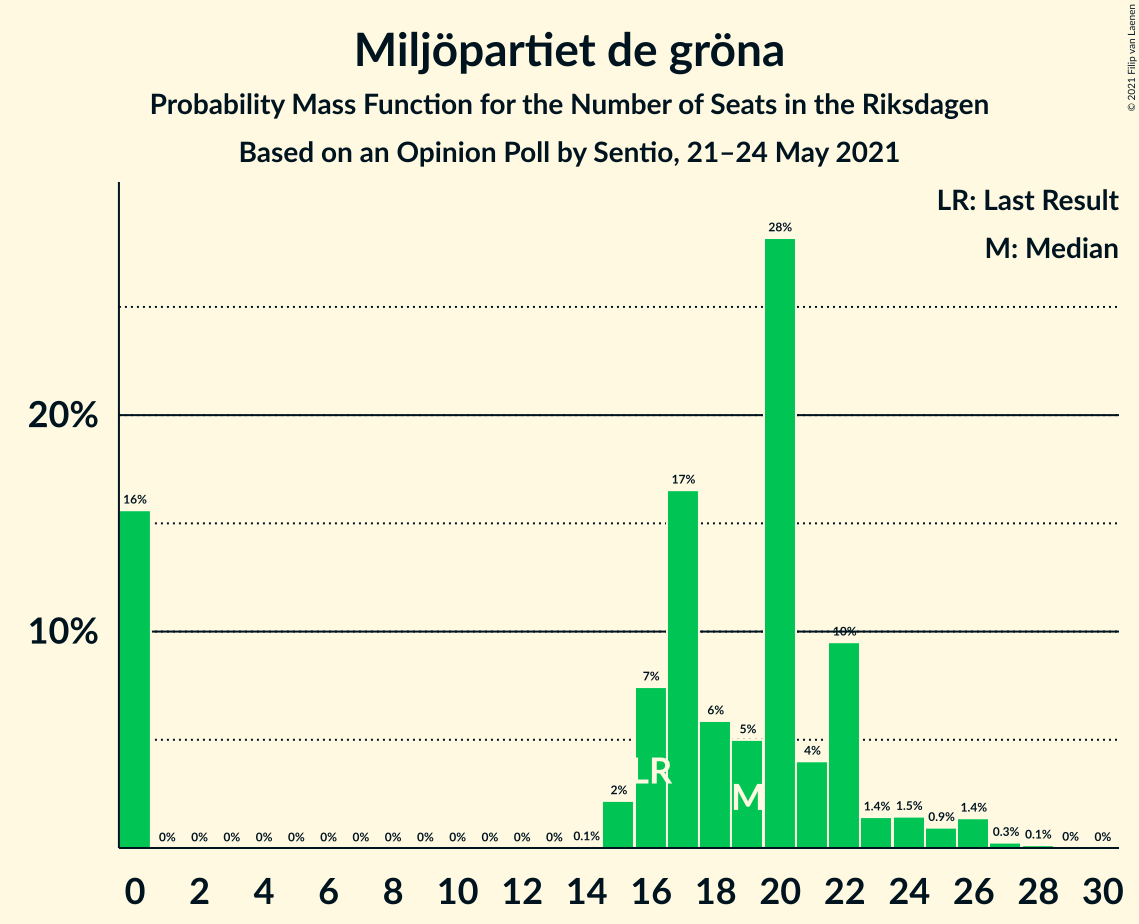 Miljöpartiet de gröna
Probability Mass Function for the Number of Seats in the Riksdagen
Based on an Opinion Poll by Sentio, 21–24 May 2021
© 2021 Filip van Laenen
LR: Last Result
M: Median
20%
10%
16% 0% 0% 0% 0% 0% 0% 0% 0% 0% 0% 0% 0% 0% 0.1% 2% 7% 17% 6% 5% 28% 4% 10% 1.4% 1.5% 0.9% 1.4% 0.3% 0.1% 0% 0%
LR
M
0 2 4 6 8 10 12 14 16 18 20 22 24 26 28 30